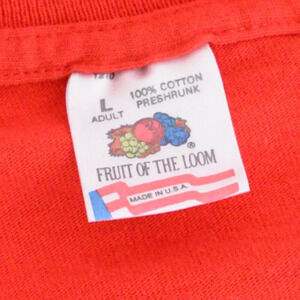 L
ADULT
100% COTTON
PRESHRUNK
FRUIT OF THE LOOM
®
MADE IN U.S.A.